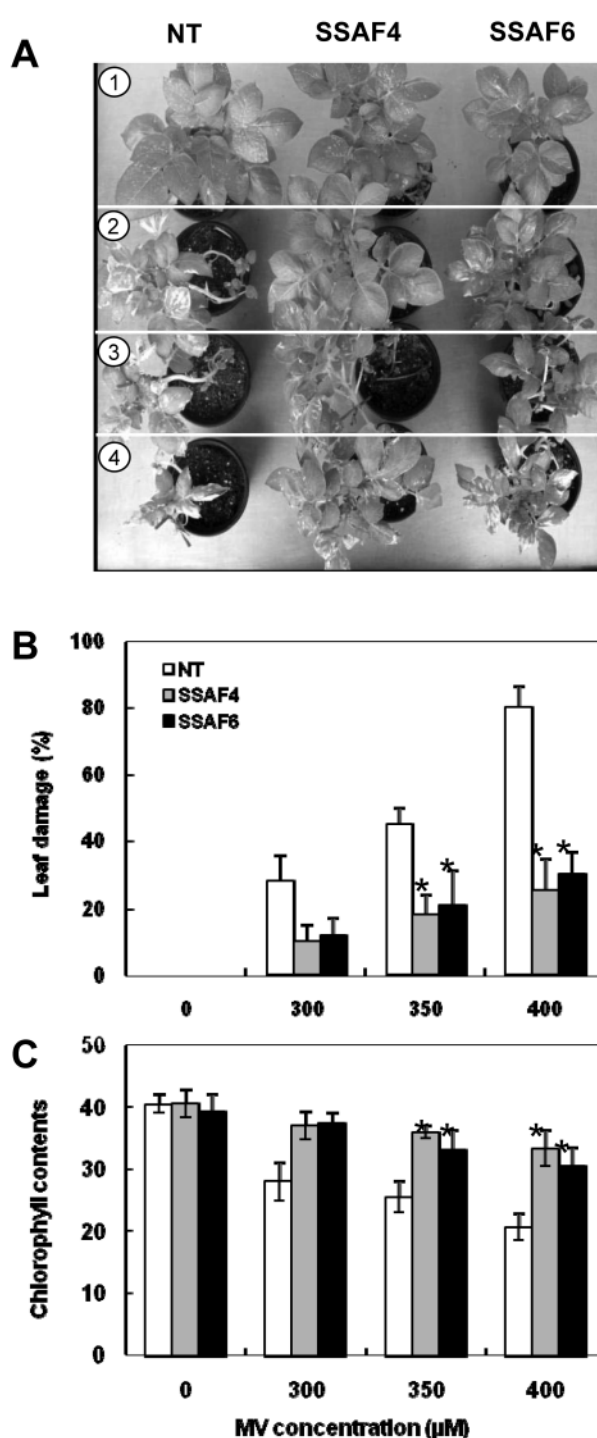 NT SSAF4 SSAF6
A
1
2
3
4
B
100
80
60
40
20
0
Leaf damage (%)
NT
SSAF4
SSAF6
* *
* *
0 300 350 400
C
50
40
30
20
10
0
Chlorophyll contents
* *
* *
0 300 350 400
MV concentration (μM)